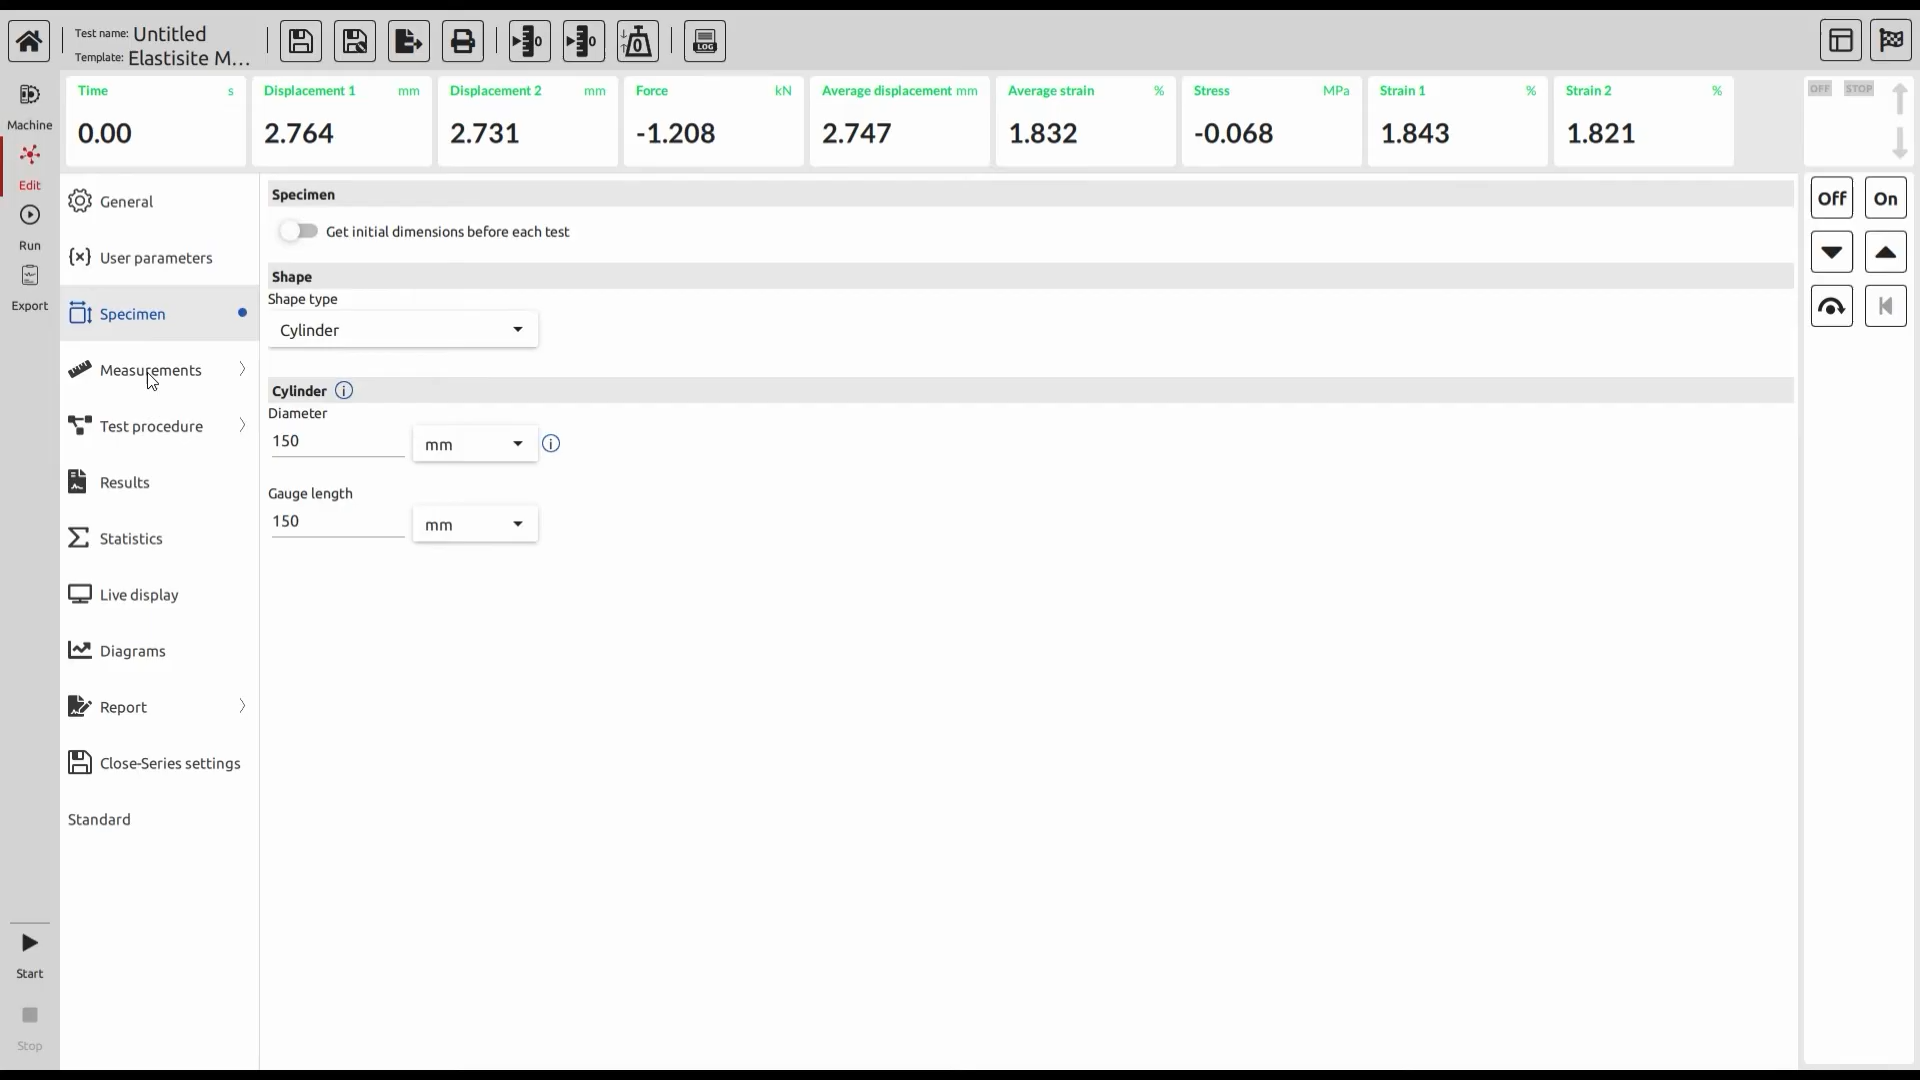 Test name: Untitled
Template: Elastisite M...
0
0
0
LOG
Machine
Edit
Run
Export
Start
Stop
Time s
0.00
Displacement 1 mm
2.764
Displacement 2 mm
2.731
Force kN
-1.208
Average displacement mm
2.747
Average strain %
1.832
Stress MPa
-0.068
Strain 1 %
1.843
Strain 2 %
1.821
OFF STOP
Off On
General
User parameters
Specimen
Measurements
Test procedure
Results
Statistics
Live display
Diagrams
Report
Close-Series settings
Standard
Specimen
Get initial dimensions before each test
Shape
Shape type
Cylinder
Cylinder
Diameter
150 mm
Gauge length
150 mm